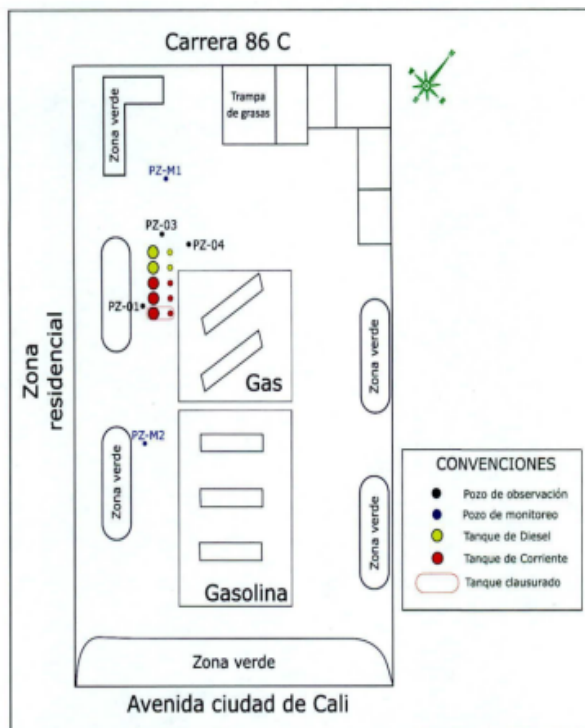 Carrera 86 C
Zona verde
Trampa
de grasas
PZ-M1
PZ-03
PZ-04
PZ-01
Zona
residencial
Gas
Zona verde
PZ-M2
Zona verde
Zona verde
Gasolina
Zona verde
Avenida ciudad de Cali
CONVENCIONES
Pozo de observación
Pozo de monitoreo
Tanque de Diesel
Tanque de Corriente
Tanque clausurado